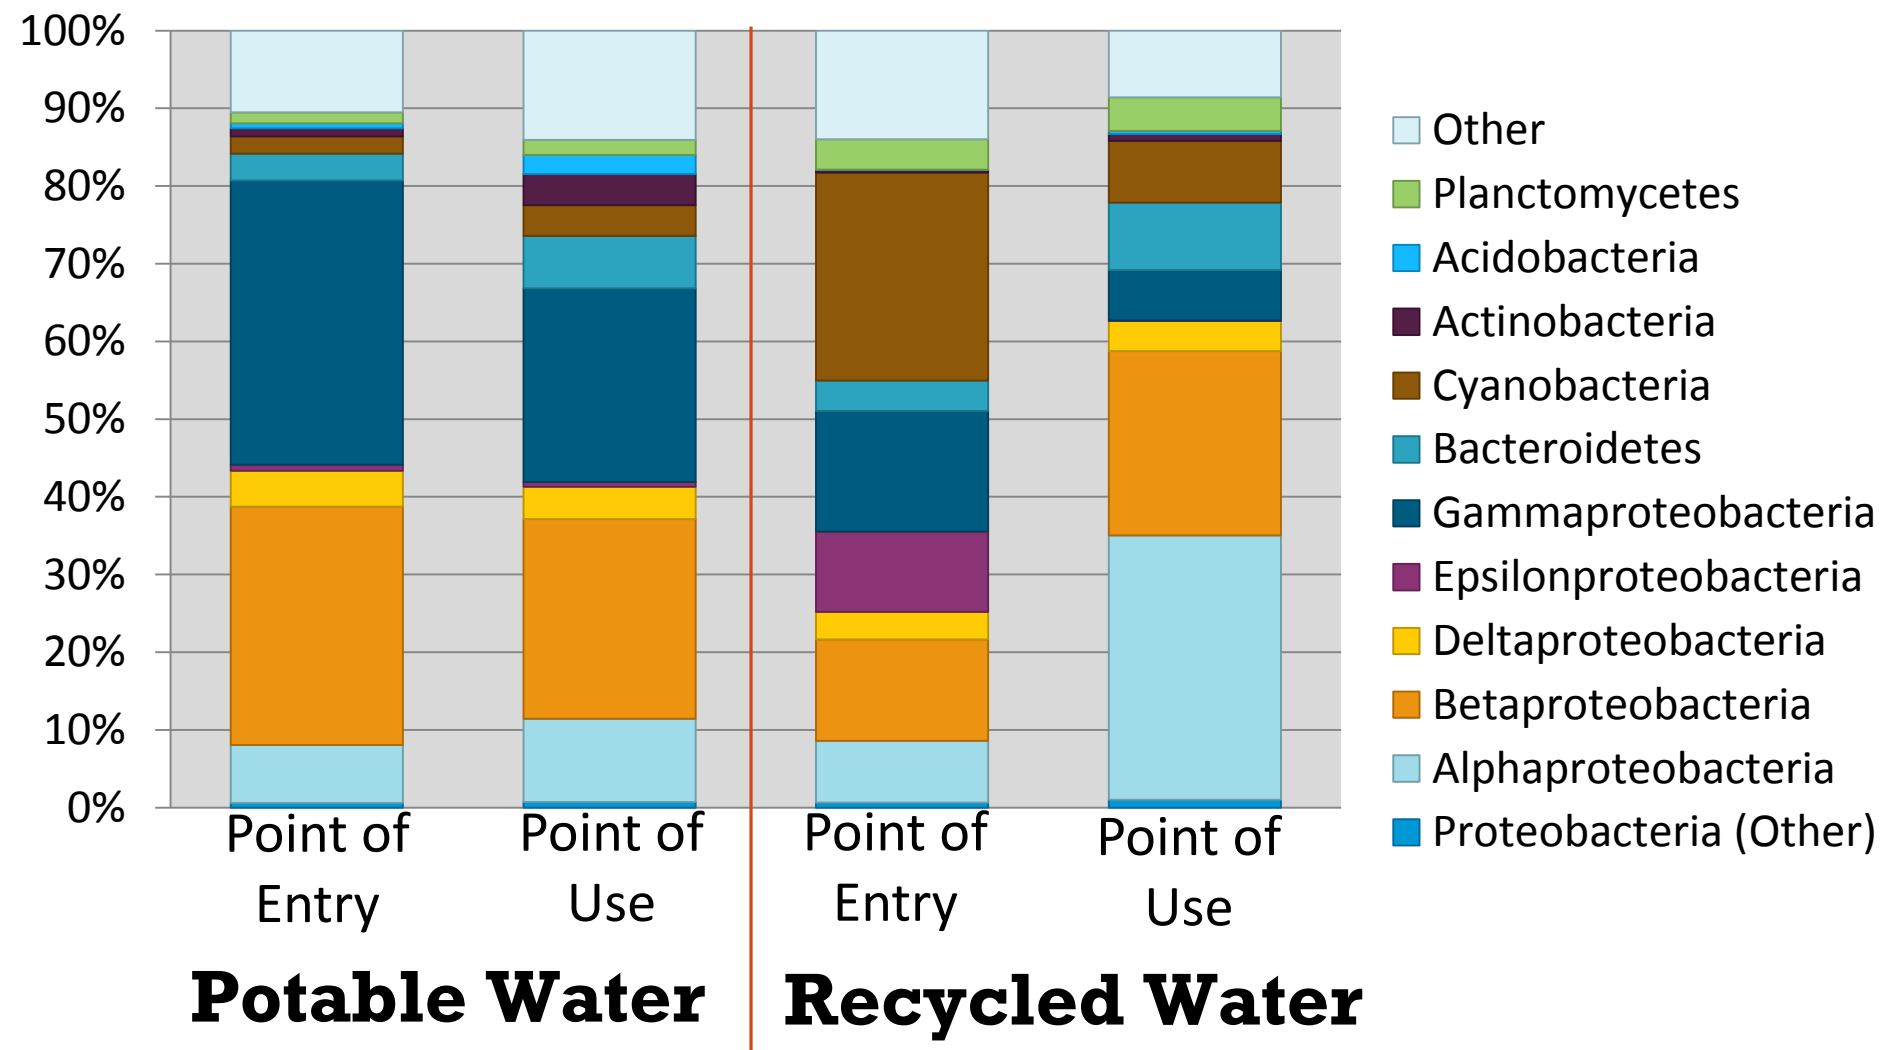 100%
90%
80%
70%
60%
50%
40%
30%
20%
10%
0%
Point of
Entry
Point of
Use
Point of
Entry
Point of
Use
Potable Water
Recycled Water
Other
Planctomycetes
Acidobacteria
Actinobacteria
Cyanobacteria
Bacteroidetes
Gammaproteobacteria
Epsilonproteobacteria
Deltaproteobacteria
Betaproteobacteria
Alphaproteobacteria
Proteobacteria (Other)